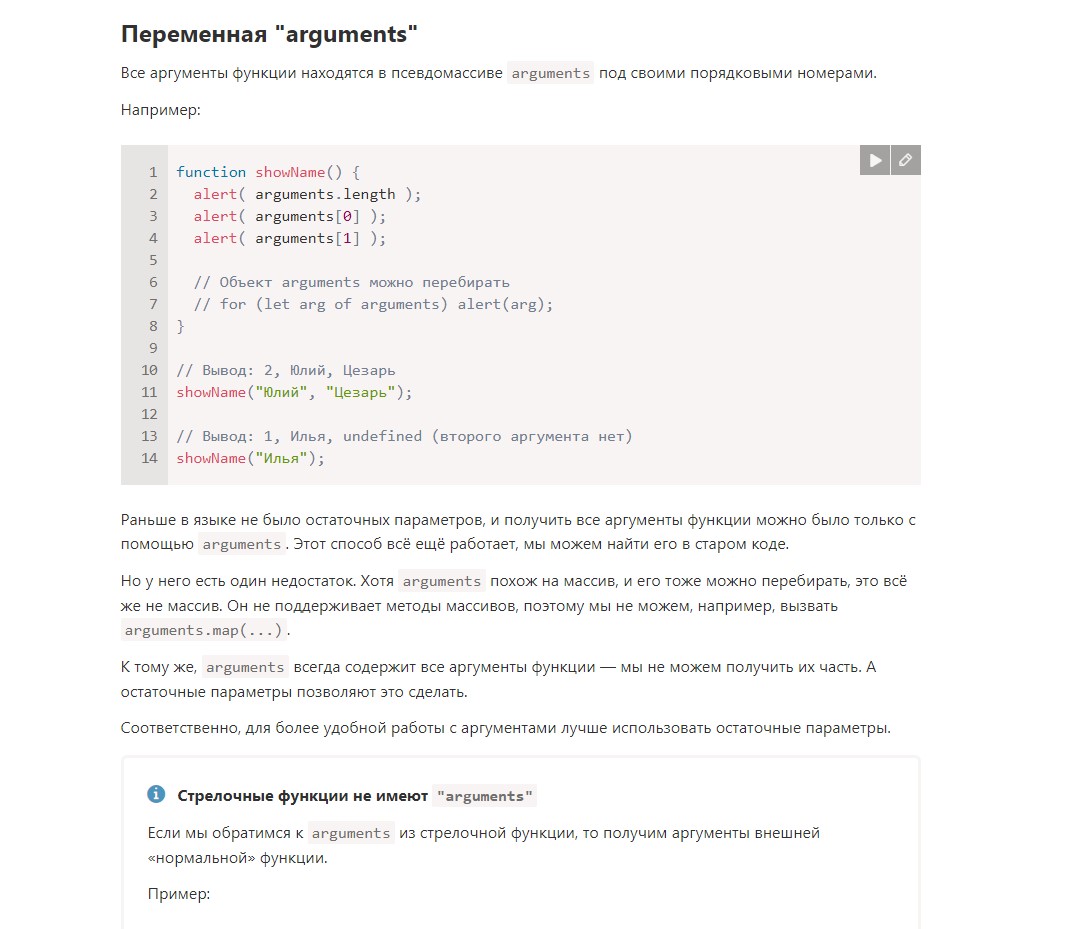 Переменная "arguments"
Все аргументы функции находятся в псевдомассиве arguments под своими порядковыми номерами.
Например:
1 function showName() {
2   alert( arguments.length );
3   alert( arguments[0] );
4   alert( arguments[1] );
5
6   // Объект arguments можно перебирать
7   // for (let arg of arguments) alert(arg);
8 }
9
10 // Вывод: 2, Юлий, Цезарь
11 showName("Юлий", "Цезарь");
12
13 // Вывод: 1, Илья, undefined (второго аргумента нет)
14 showName("Илья");
Раньше в языке не было остаточных параметров, и получить все аргументы функции можно было только с
помощью arguments. Этот способ всё ещё работает, мы можем найти его в старом коде.
Но у него есть один недостаток. Хотя arguments похож на массив, и его тоже можно перебирать, это всё
же не массив. Он не поддерживает методы массивов, поэтому мы не можем, например, вызвать
arguments.map(...).
К тому же, arguments всегда содержит все аргументы функции — мы не можем получить их часть. А
остаточные параметры позволяют это сделать.
Соответственно, для более удобной работы с аргументами лучше использовать остаточные параметры.
Стрелочные функции не имеют "arguments"
Если мы обратимся к arguments из стрелочной функции, то получим аргументы внешней
«нормальной» функции.
Пример: